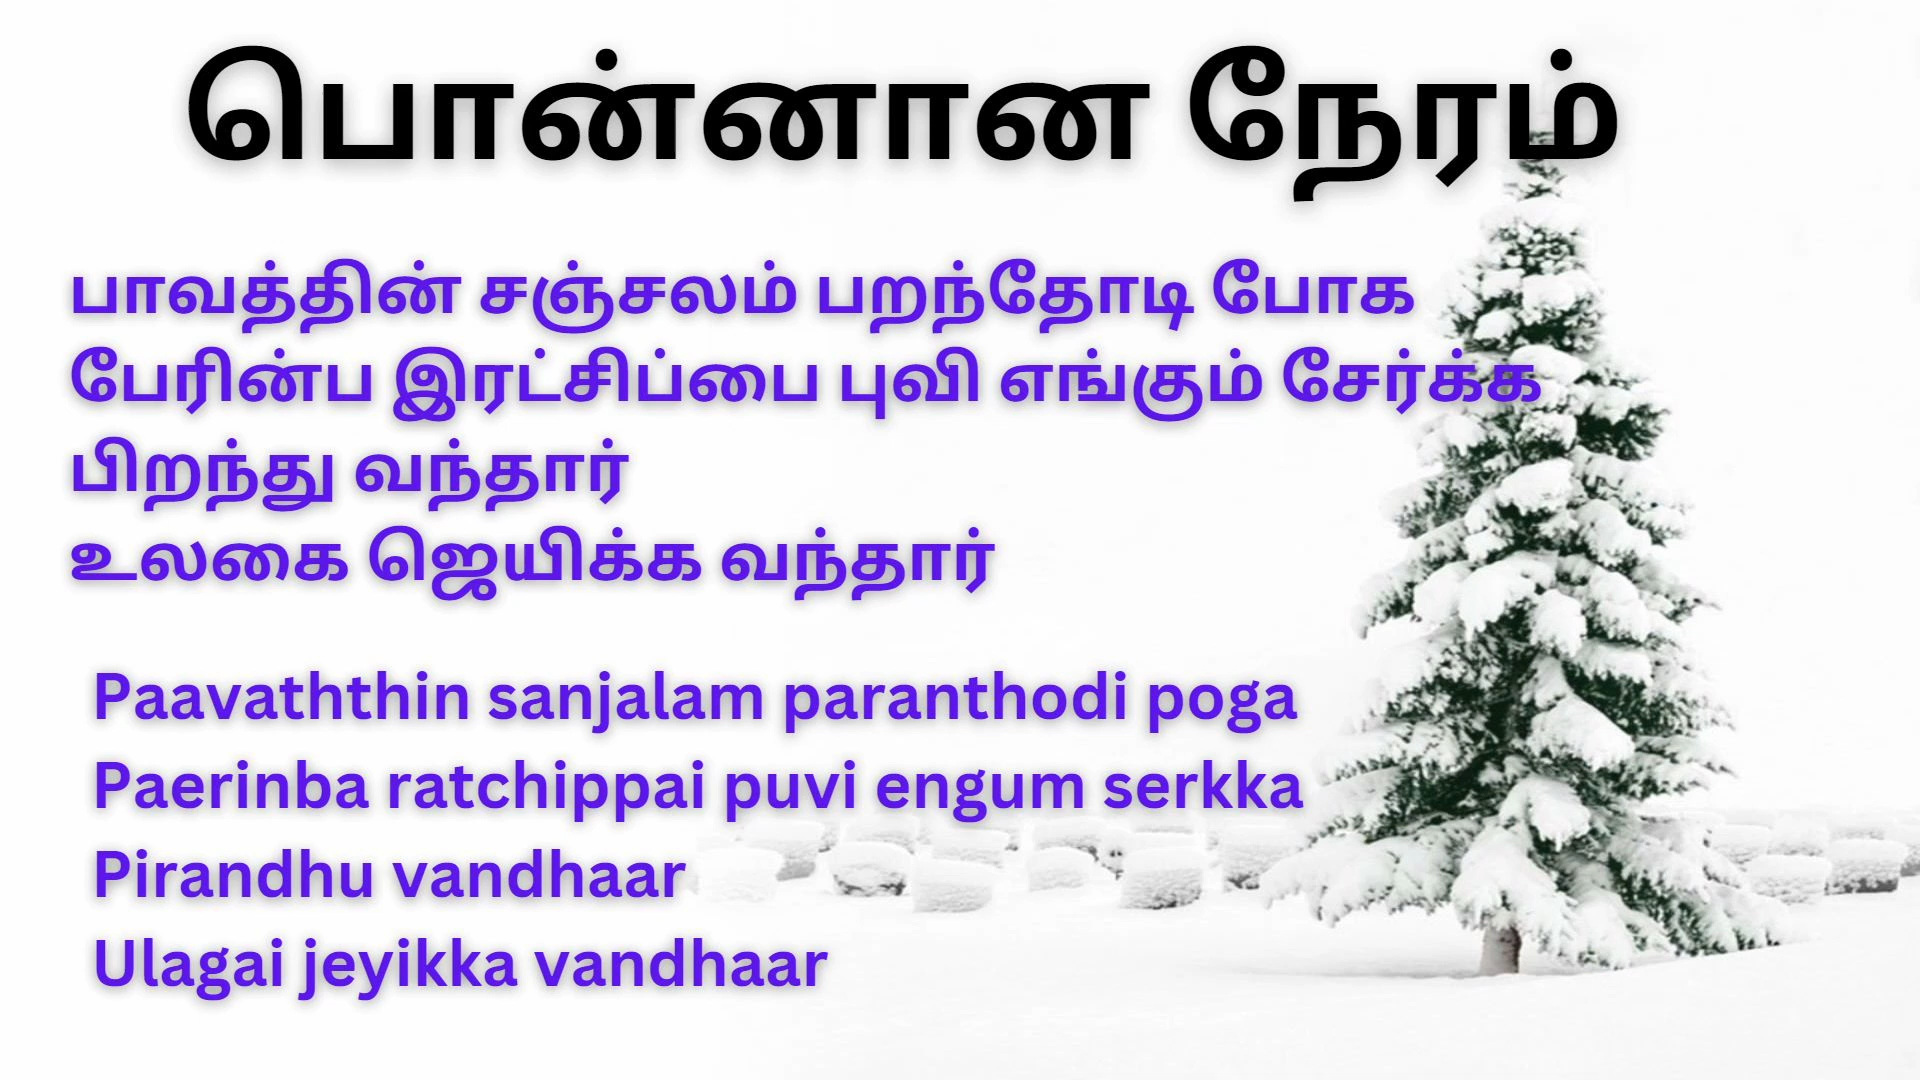 பொன்னான நேரம்
பாவத்தின் சஞ்சலம் பறந்தோடி போக
பேரின்ப இரட்சிப்பை புவி எங்கும் சேர்க்க
பிறந்து வந்தார்
உலகை ஜெயிக்க வந்தார்
Paavaththin sanjalam paranthodi poga
Paerinba ratchippai puvi engum serkka
Pirandhu vandhaar
Ulagai jeyikka vandhaar